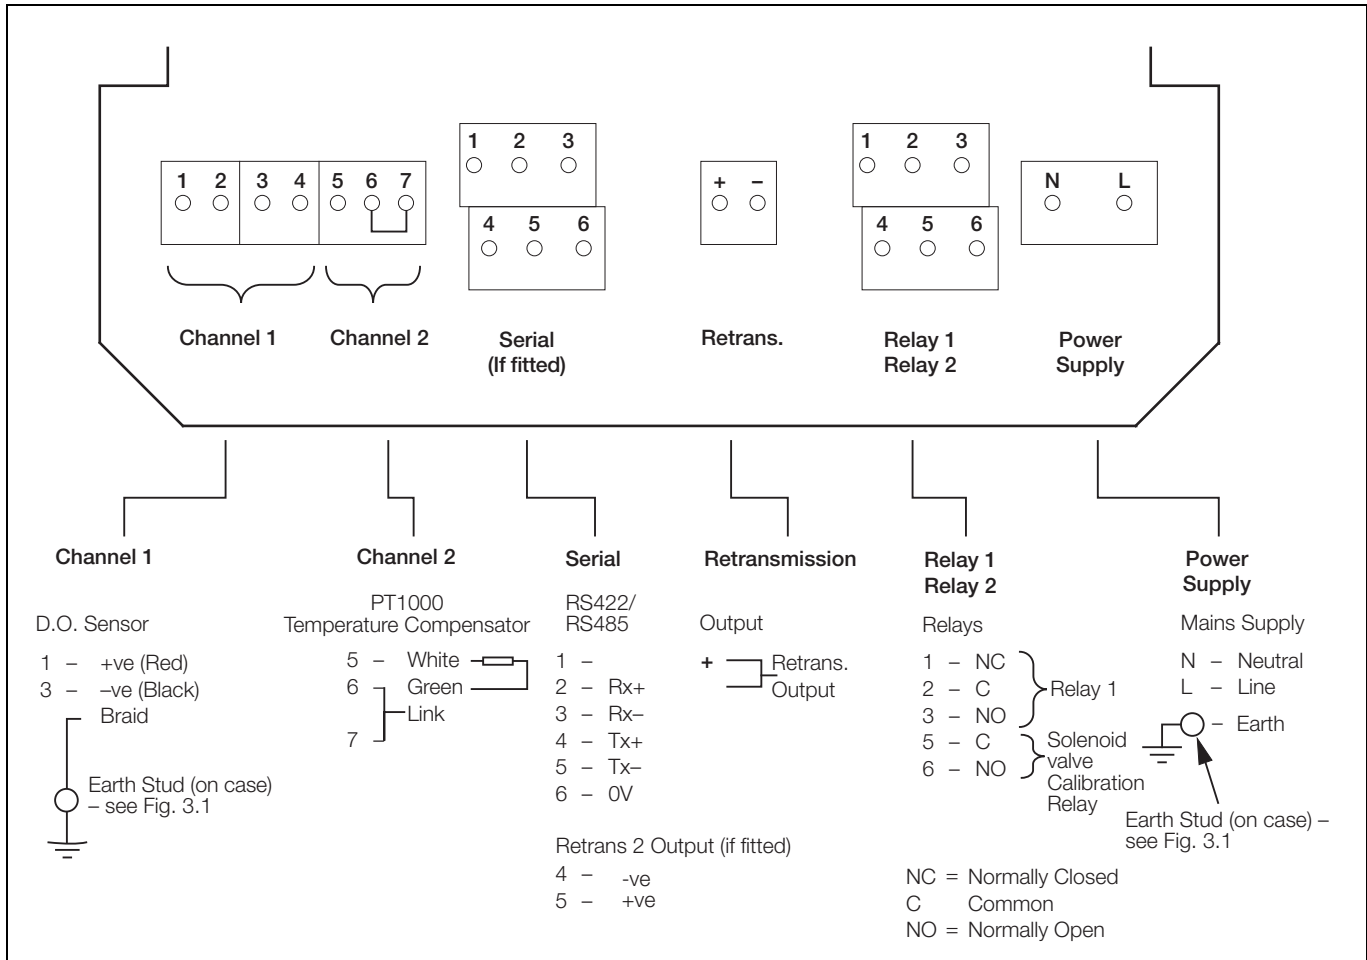 1 2 3 4 5 6 7
1 2 3
4 5 6
+ –
1 2 3
4 5 6
N L
Channel 1
Channel 2
Serial
(If fitted)
Retrans.
Relay 1
Relay 2
Power
Supply
Channel 1
D.O. Sensor
1 – +ve (Red)
3 – –ve (Black)
Braid
Earth Stud (on case)
– see Fig. 3.1
Channel 2
PT1000
Temperature Compensator
5 – White
6 Green
Link
7 –
Serial
RS422/
RS485
1 –
2 – Rx+
3 – Rx–
4 – Tx+
5 – Tx–
6 – 0V
Retrans 2 Output (if fitted)
4 – -ve
5 – +ve
Retransmission
Output
+ Retrans.
Output
Relay 1
Relay 2
Relays
1 – NC
2 – C
3 – NO
Relay 1
5 – C
6 – NO
Solenoid
valve
Calibration
Relay
NC = Normally Closed
C Common
NO = Normally Open
Power
Supply
Mains Supply
N – Neutral
L – Line
– Earth
Earth Stud (on case) –
see Fig. 3.1